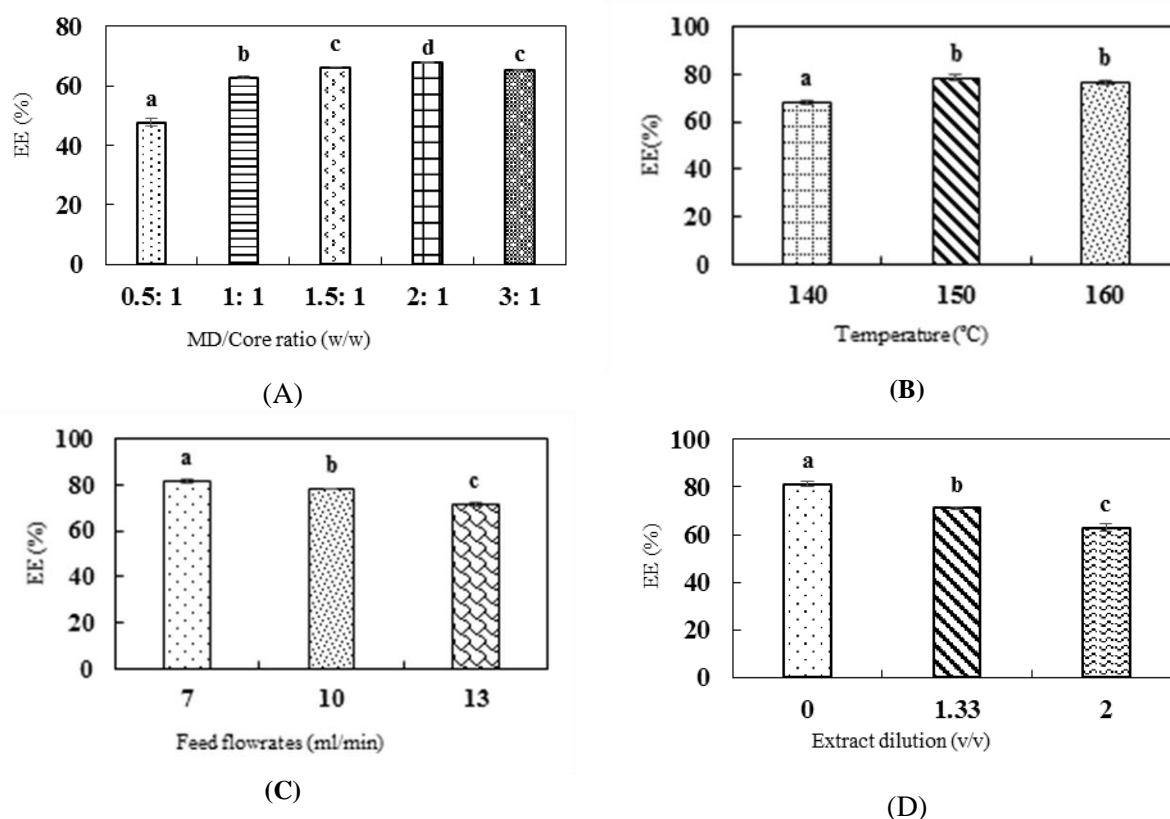 80
60
40
20
0
EE (%)
a
b
c
d
c
0.5: 1 1: 1 1.5: 1 2: 1 3: 1
MD/Core ratio (w/w)
(A)
100
80
60
40
20
0
EE(%)
a
b
b
140 150 160
Temperature (°C)
(B)
100
80
60
40
20
0
EE (%)
a
b
c
7 10 13
Feed flowrates (ml/min)
(C)
100
80
60
40
20
0
EE (%)
a
b
c
0 1.33 2
Extract dilution (v/v)
(D)